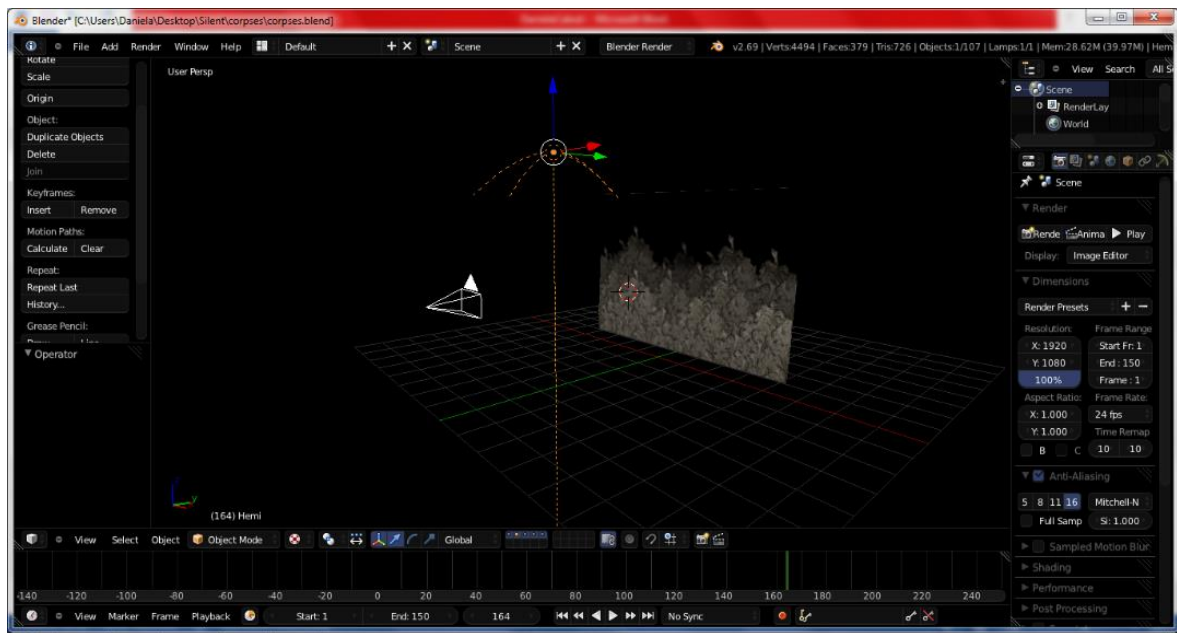 Blender* [C:\Users\Daniela\Desktop\Silent\corpses\corpses.blend]
File Add Render Window Help Default Scene Blender Render v2.69 | Verts:4494 | Faces:379 | Tris:726 | Objects:1/107 | Lamps:1/1 | Mem:28.62M (39.97M) | Hem
Rotate
Scale
Origin
Object:
Duplicate Objects
Delete
Join
Keyframes:
Insert Remove
Motion Paths:
Calculate Clear
Repeat:
Repeat Last
History...
Grease Pencil:
Operator
User Persp
(164) Hemi
View Search All S
Scene
RenderLay
World
Scene
Render
Rende Anima Play
Display: Image Editor
Dimensions
Render Presets
Resolution: Frame Range
X: 1920 Start Fr: 1
Y: 1080 End : 150
100% Frame : 1
Aspect Ratio: Frame Rate:
X: 1.000 24 fps
Y: 1.000 Time Remap
B C 10 10
Anti-Aliasing
5 8 11 16 Mitchell-N
Full Samp Si: 1.000
Sampled Motion Blur
Shading
Performance
Post Processing
View Select Object Object Mode Global
-140 -120 -100 -80 -60 -40 -20 0 20 40 60 80 100 120 140 160 180 200 220 240
View Marker Frame Playback Start: 1 End: 150 164 No Sync